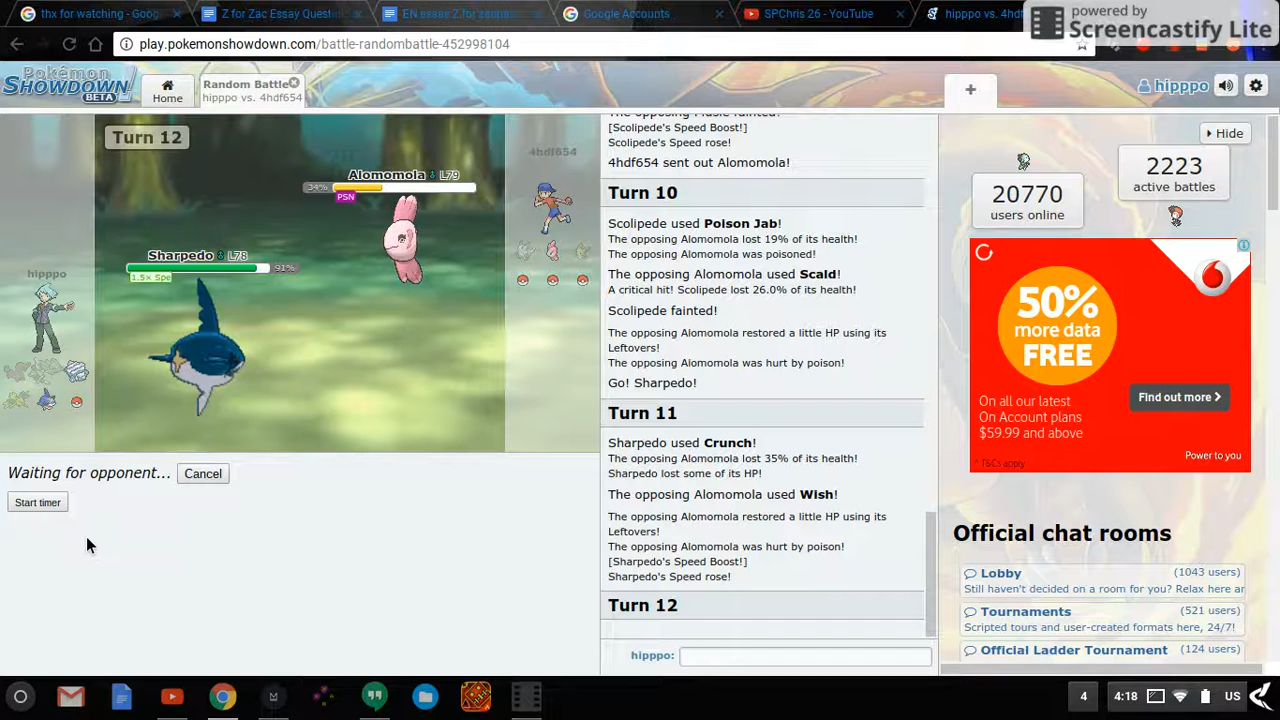 thx for watching - Goog
Z for Zac Essay Questi
EN essay Z for
Google Accounts
SPChris 26 - YouTube
hipppo vs. 4hdf
powered by
Screencastify Lite
play.pokemonshowdown.com/battle-randombattle-452998104
Pokémon
SHOWDOWN
BETA
Home
Random Battle
hipppo vs. 4hdf654
+
hipppo
Turn 12
Alomomola L79
34%
PSN
Sharpedo L78
91%
1.5× Spe
hipppo
4hdf654
Waiting for opponent...
Cancel
Start timer
[Scolipede's Speed Boost!]
Scolipede's Speed rose!
4hdf654 sent out Alomomola!
Turn 10
Scolipede used Poison Jab!
The opposing Alomomola lost 19% of its health!
The opposing Alomomola was poisoned!
The opposing Alomomola used Scald!
A critical hit! Scolipede lost 26.0% of its health!
Scolipede fainted!
The opposing Alomomola restored a little HP using its
Leftovers!
The opposing Alomomola was hurt by poison!
Go! Sharpedo!
Turn 11
Sharpedo used Crunch!
The opposing Alomomola lost 35% of its health!
Sharpedo lost some of its HP!
The opposing Alomomola used Wish!
The opposing Alomomola restored a little HP using its
Leftovers!
The opposing Alomomola was hurt by poison!
[Sharpedo's Speed Boost!]
Sharpedo's Speed rose!
Turn 12
hipppo:
Hide
20770
users online
2223
active battles
50%
more data
FREE
On all our latest
On Account plans
$59.99 and above
Find out more
T&Cs apply
Power to you
Official chat rooms
Lobby (1043 users)
Still haven't decided on a room for you? Relax here ar
Tournaments (521 users)
Scripted tours and user-created formats here, 24/7!
Official Ladder Tournament (124 users)
4
4:18
US